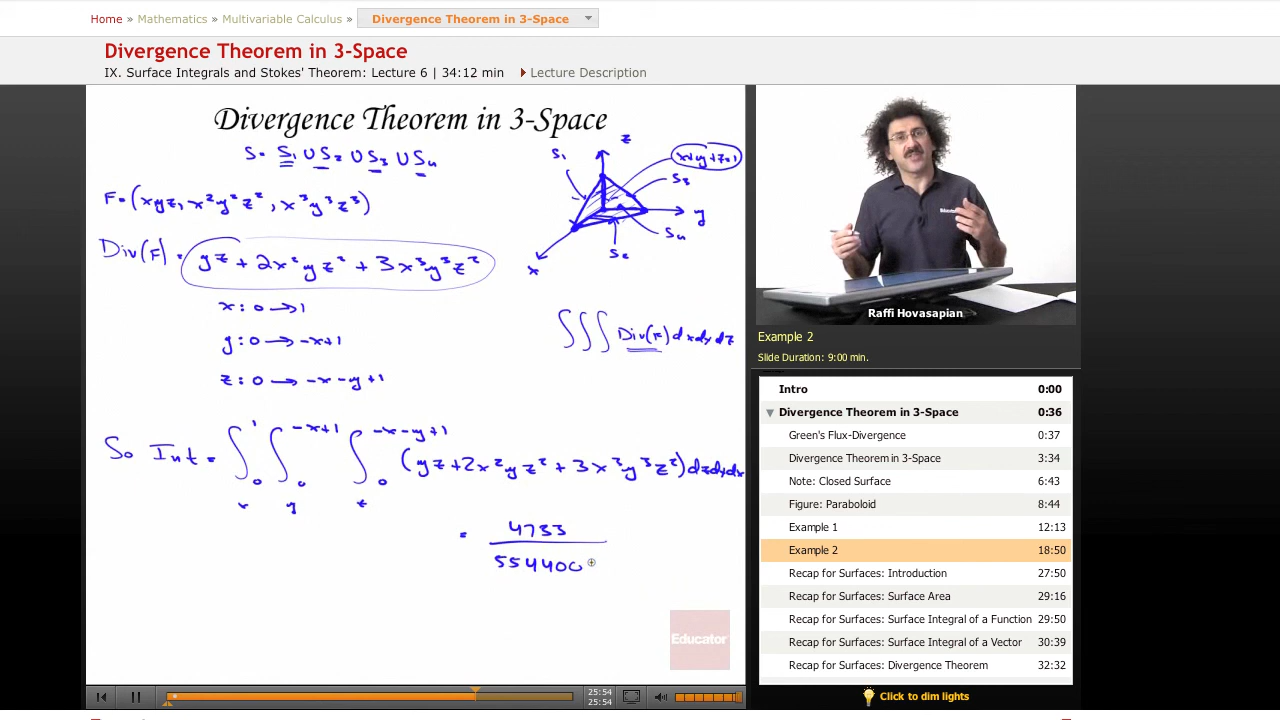 Home » Mathematics » Multivariable Calculus » Divergence Theorem in 3-Space
Divergence Theorem in 3-Space
IX. Surface Integrals and Stokes' Theorem: Lecture 6 | 34:12 min Lecture Description
Divergence Theorem in 3-Space
S = S₁ ∪ S₂ ∪ S₃ ∪ S₄
F = (xyz, x²y²z², x³y³z³)
Div(F) = yz + 2x²yz² + 3x³y³z²
x: 0 → 1
y: 0 → -x+1
z: 0 → -x-y+1
z
S₁
x+y+z=1
S₃
y
S₄
S₂
x
∫∫∫ Div(F) dxdydz
So Int = ∫₀¹ ∫₀^(-x+1) ∫₀^(-x-y+1) (yz + 2x²yz² + 3x³y³z²) dzdydx
x y z
= 4733
554400
Educator
Raffi Hovasapian
Example 2
Slide Duration: 9:00 min.
Intro 0:00
Divergence Theorem in 3-Space 0:36
Green's Flux-Divergence 0:37
Divergence Theorem in 3-Space 3:34
Note: Closed Surface 6:43
Figure: Paraboloid 8:44
Example 1 12:13
Example 2 18:50
Recap for Surfaces: Introduction 27:50
Recap for Surfaces: Surface Area 29:16
Recap for Surfaces: Surface Integral of a Function 29:50
Recap for Surfaces: Surface Integral of a Vector 30:39
Recap for Surfaces: Divergence Theorem 32:32
25:54
25:54
Click to dim lights